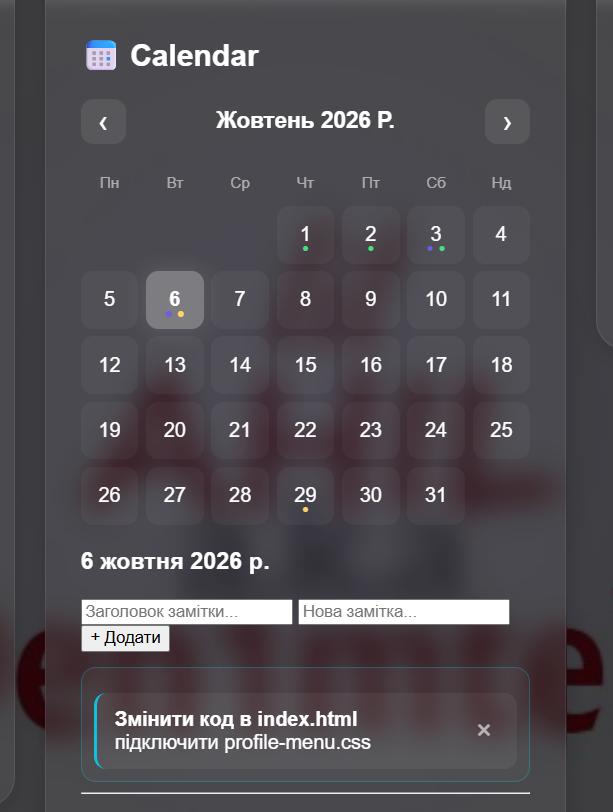 Calendar
‹ Жовтень 2026 Р. ›
Пн Вт Ср Чт Пт Сб Нд
1 2 3 4
5 6 7 8 9 10 11
12 13 14 15 16 17 18
19 20 21 22 23 24 25
26 27 28 29 30 31
6 жовтня 2026 р.
Заголовок замітки... Нова замітка...
+ Додати
Змінити код в index.html
підключити profile-menu.css
×